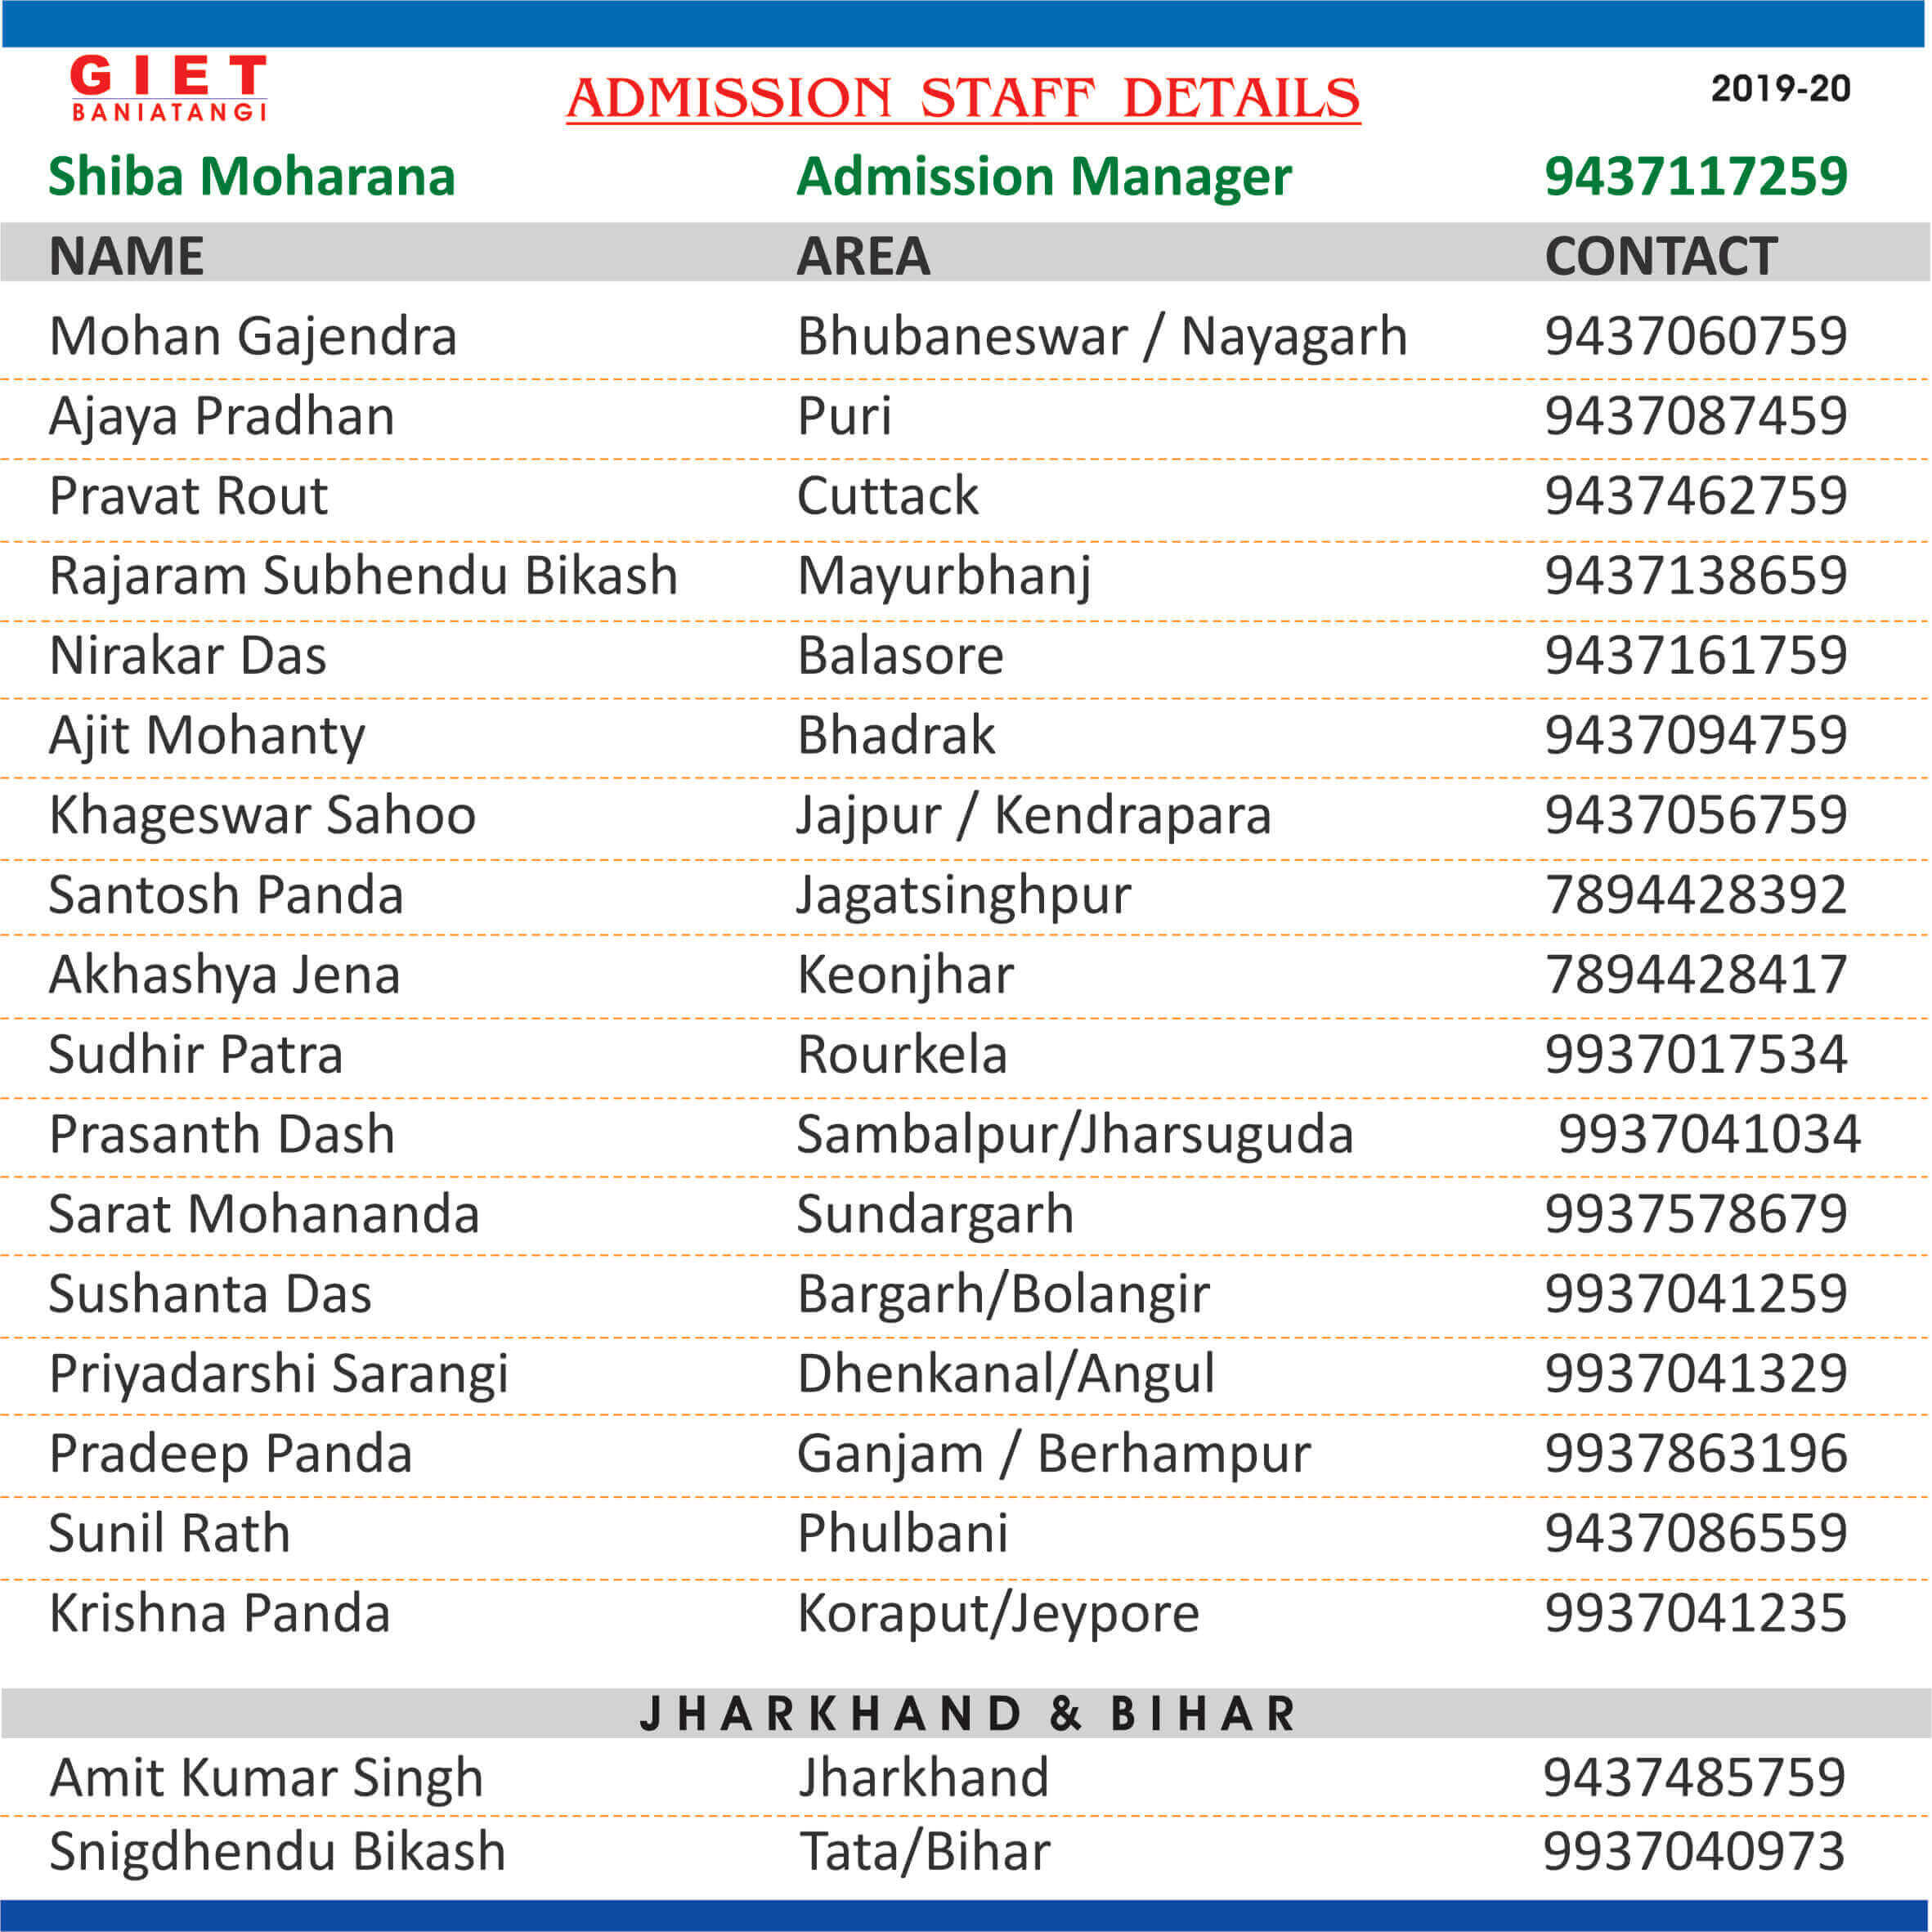 GIET
BANIATANGI
ADMISSION STAFF DETAILS
2019-20
Shiba Moharana Admission Manager 9437117259
NAME AREA CONTACT
Mohan Gajendra Bhubaneswar / Nayagarh 9437060759
Ajaya Pradhan Puri 9437087459
Pravat Rout Cuttack 9437462759
Rajaram Subhendu Bikash Mayurbhanj 9437138659
Nirakar Das Balasore 9437161759
Ajit Mohanty Bhadrak 9437094759
Khageswar Sahoo Jajpur / Kendrapara 9437056759
Santosh Panda Jagatsinghpur 7894428392
Akhashya Jena Keonjhar 7894428417
Sudhir Patra Rourkela 9937017534
Prasanth Dash Sambalpur/Jharsuguda 9937041034
Sarat Mohananda Sundargarh 9937578679
Sushanta Das Bargarh/Bolangir 9937041259
Priyadarshi Sarangi Dhenkanal/Angul 9937041329
Pradeep Panda Ganjam / Berhampur 9937863196
Sunil Rath Phulbani 9437086559
Krishna Panda Koraput/Jeypore 9937041235
JHARKHAND & BIHAR
Amit Kumar Singh Jharkhand 9437485759
Snigdhendu Bikash Tata/Bihar 9937040973